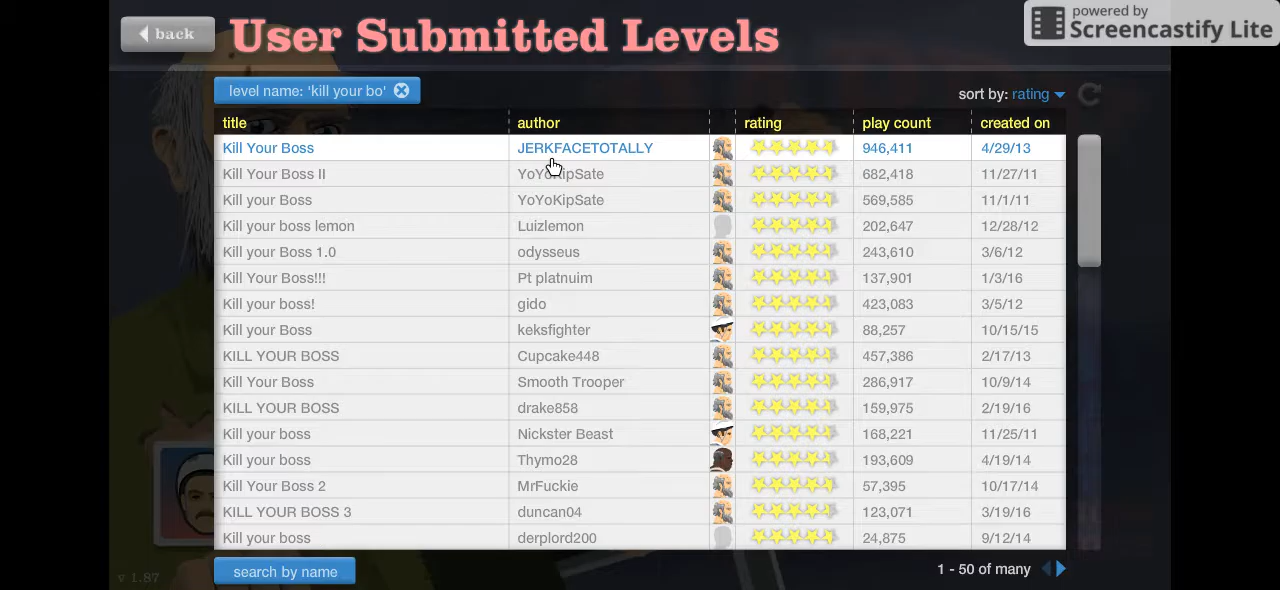 back
User Submitted Levels
powered by
Screencastify Lite
level name: 'kill your bo'
sort by: rating
title author rating play count created on
Kill Your Boss JERKFACETOTALLY 946,411 4/29/13
Kill Your Boss II YoYoKipSate 682,418 11/27/11
Kill your Boss YoYoKipSate 569,585 11/1/11
Kill your boss lemon Luizlemon 202,647 12/28/12
Kill your Boss 1.0 odysseus 243,610 3/6/12
Kill Your Boss!!! Pt platnuim 137,901 1/3/16
Kill your boss! gido 423,083 3/5/12
Kill your Boss keksfighter 88,257 10/15/15
KILL YOUR BOSS Cupcake448 457,386 2/17/13
Kill Your Boss Smooth Trooper 286,917 10/9/14
KILL YOUR BOSS drake858 159,975 2/19/16
Kill your boss Nickster Beast 168,221 11/25/11
Kill your boss Thymo28 193,609 4/19/14
Kill Your Boss 2 MrFuckie 57,395 10/17/14
KILL YOUR BOSS 3 duncan04 123,071 3/19/16
Kill your boss derplord200 24,875 9/12/14
search by name
1 - 50 of many
v 1.87